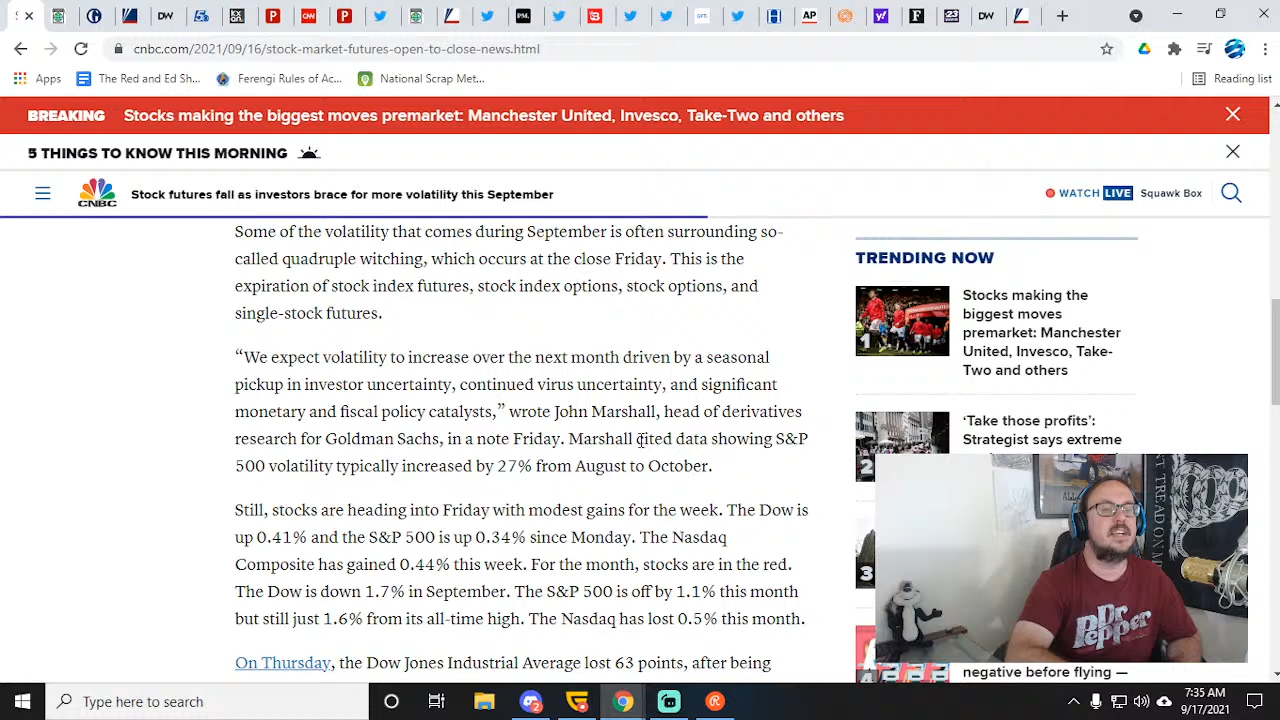 DW
CNN
PM.
GTT.
AP
F
DW
cnbc.com/2021/09/16/stock-market-futures-open-to-close-news.html
Apps
The Red and Ed Sh...
Ferengi Rules of Ac...
National Scrap Met...
Reading list
BREAKING Stocks making the biggest moves premarket: Manchester United, Invesco, Take-Two and others
5 THINGS TO KNOW THIS MORNING
CNBC
Stock futures fall as investors brace for more volatility this September
WATCH LIVE Squawk Box
Some of the volatility that comes during September is often surrounding so-
called quadruple witching, which occurs at the close Friday. This is the
expiration of stock index futures, stock index options, stock options, and
single-stock futures.
“We expect volatility to increase over the next month driven by a seasonal
pickup in investor uncertainty, continued virus uncertainty, and significant
monetary and fiscal policy catalysts,” wrote John Marshall, head of derivatives
research for Goldman Sachs, in a note Friday. Marshall cited data showing S&P
500 volatility typically increased by 27% from August to October.
Still, stocks are heading into Friday with modest gains for the week. The Dow is
up 0.41% and the S&P 500 is up 0.34% since Monday. The Nasdaq
Composite has gained 0.44% this week. For the month, stocks are in the red.
The Dow is down 1.7% in September. The S&P 500 is off by 1.1% this month
but still just 1.6% from its all-time high. The Nasdaq has lost 0.5% this month.
On Thursday, the Dow Jones Industrial Average lost 63 points, after being
TRENDING NOW
1
Stocks making the
biggest moves
premarket: Manchester
United, Invesco, Take-
Two and others
2
‘Take those profits’:
Strategist says extreme
3
4
negative before flying —
Dr
Pepper
Type here to search
2
7:35 AM
9/17/2021